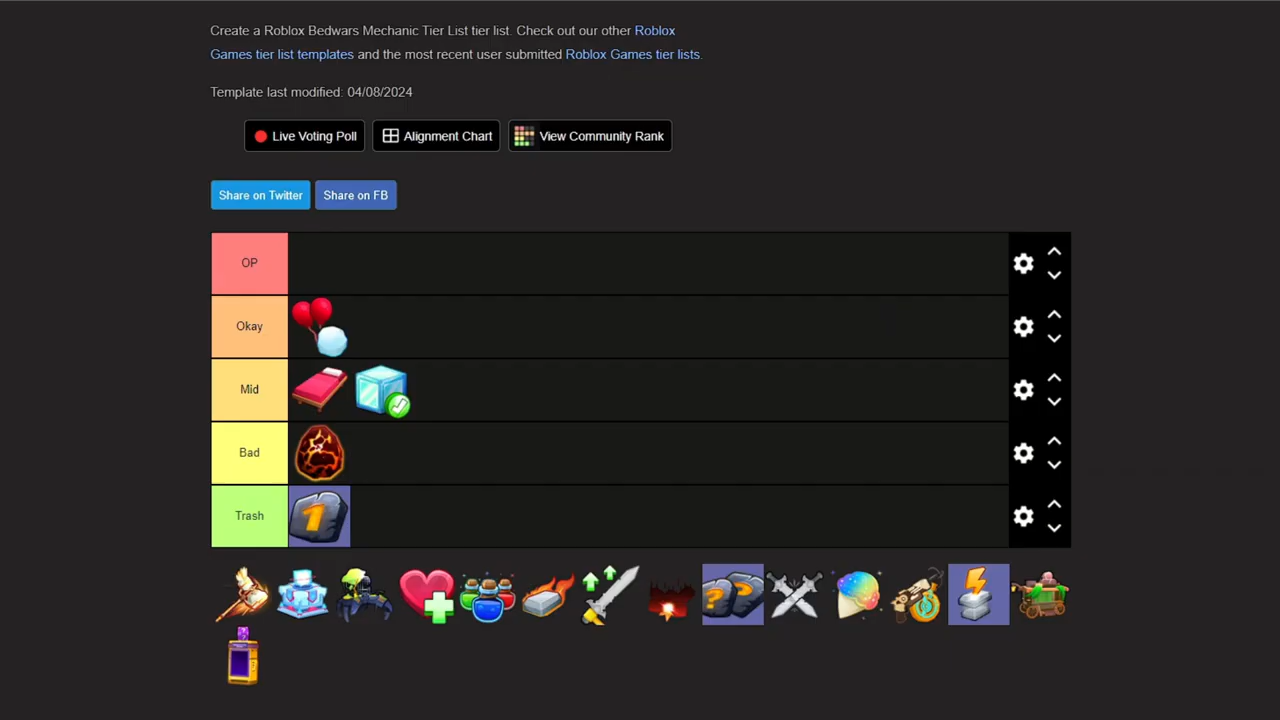 Create a Roblox Bedwars Mechanic Tier List tier list. Check out our other Roblox
Games tier list templates and the most recent user submitted Roblox Games tier lists.
Template last modified: 04/08/2024
Live Voting Poll
Alignment Chart
View Community Rank
Share on Twitter
Share on FB
OP
Okay
Mid
Bad
Trash
1
? ?